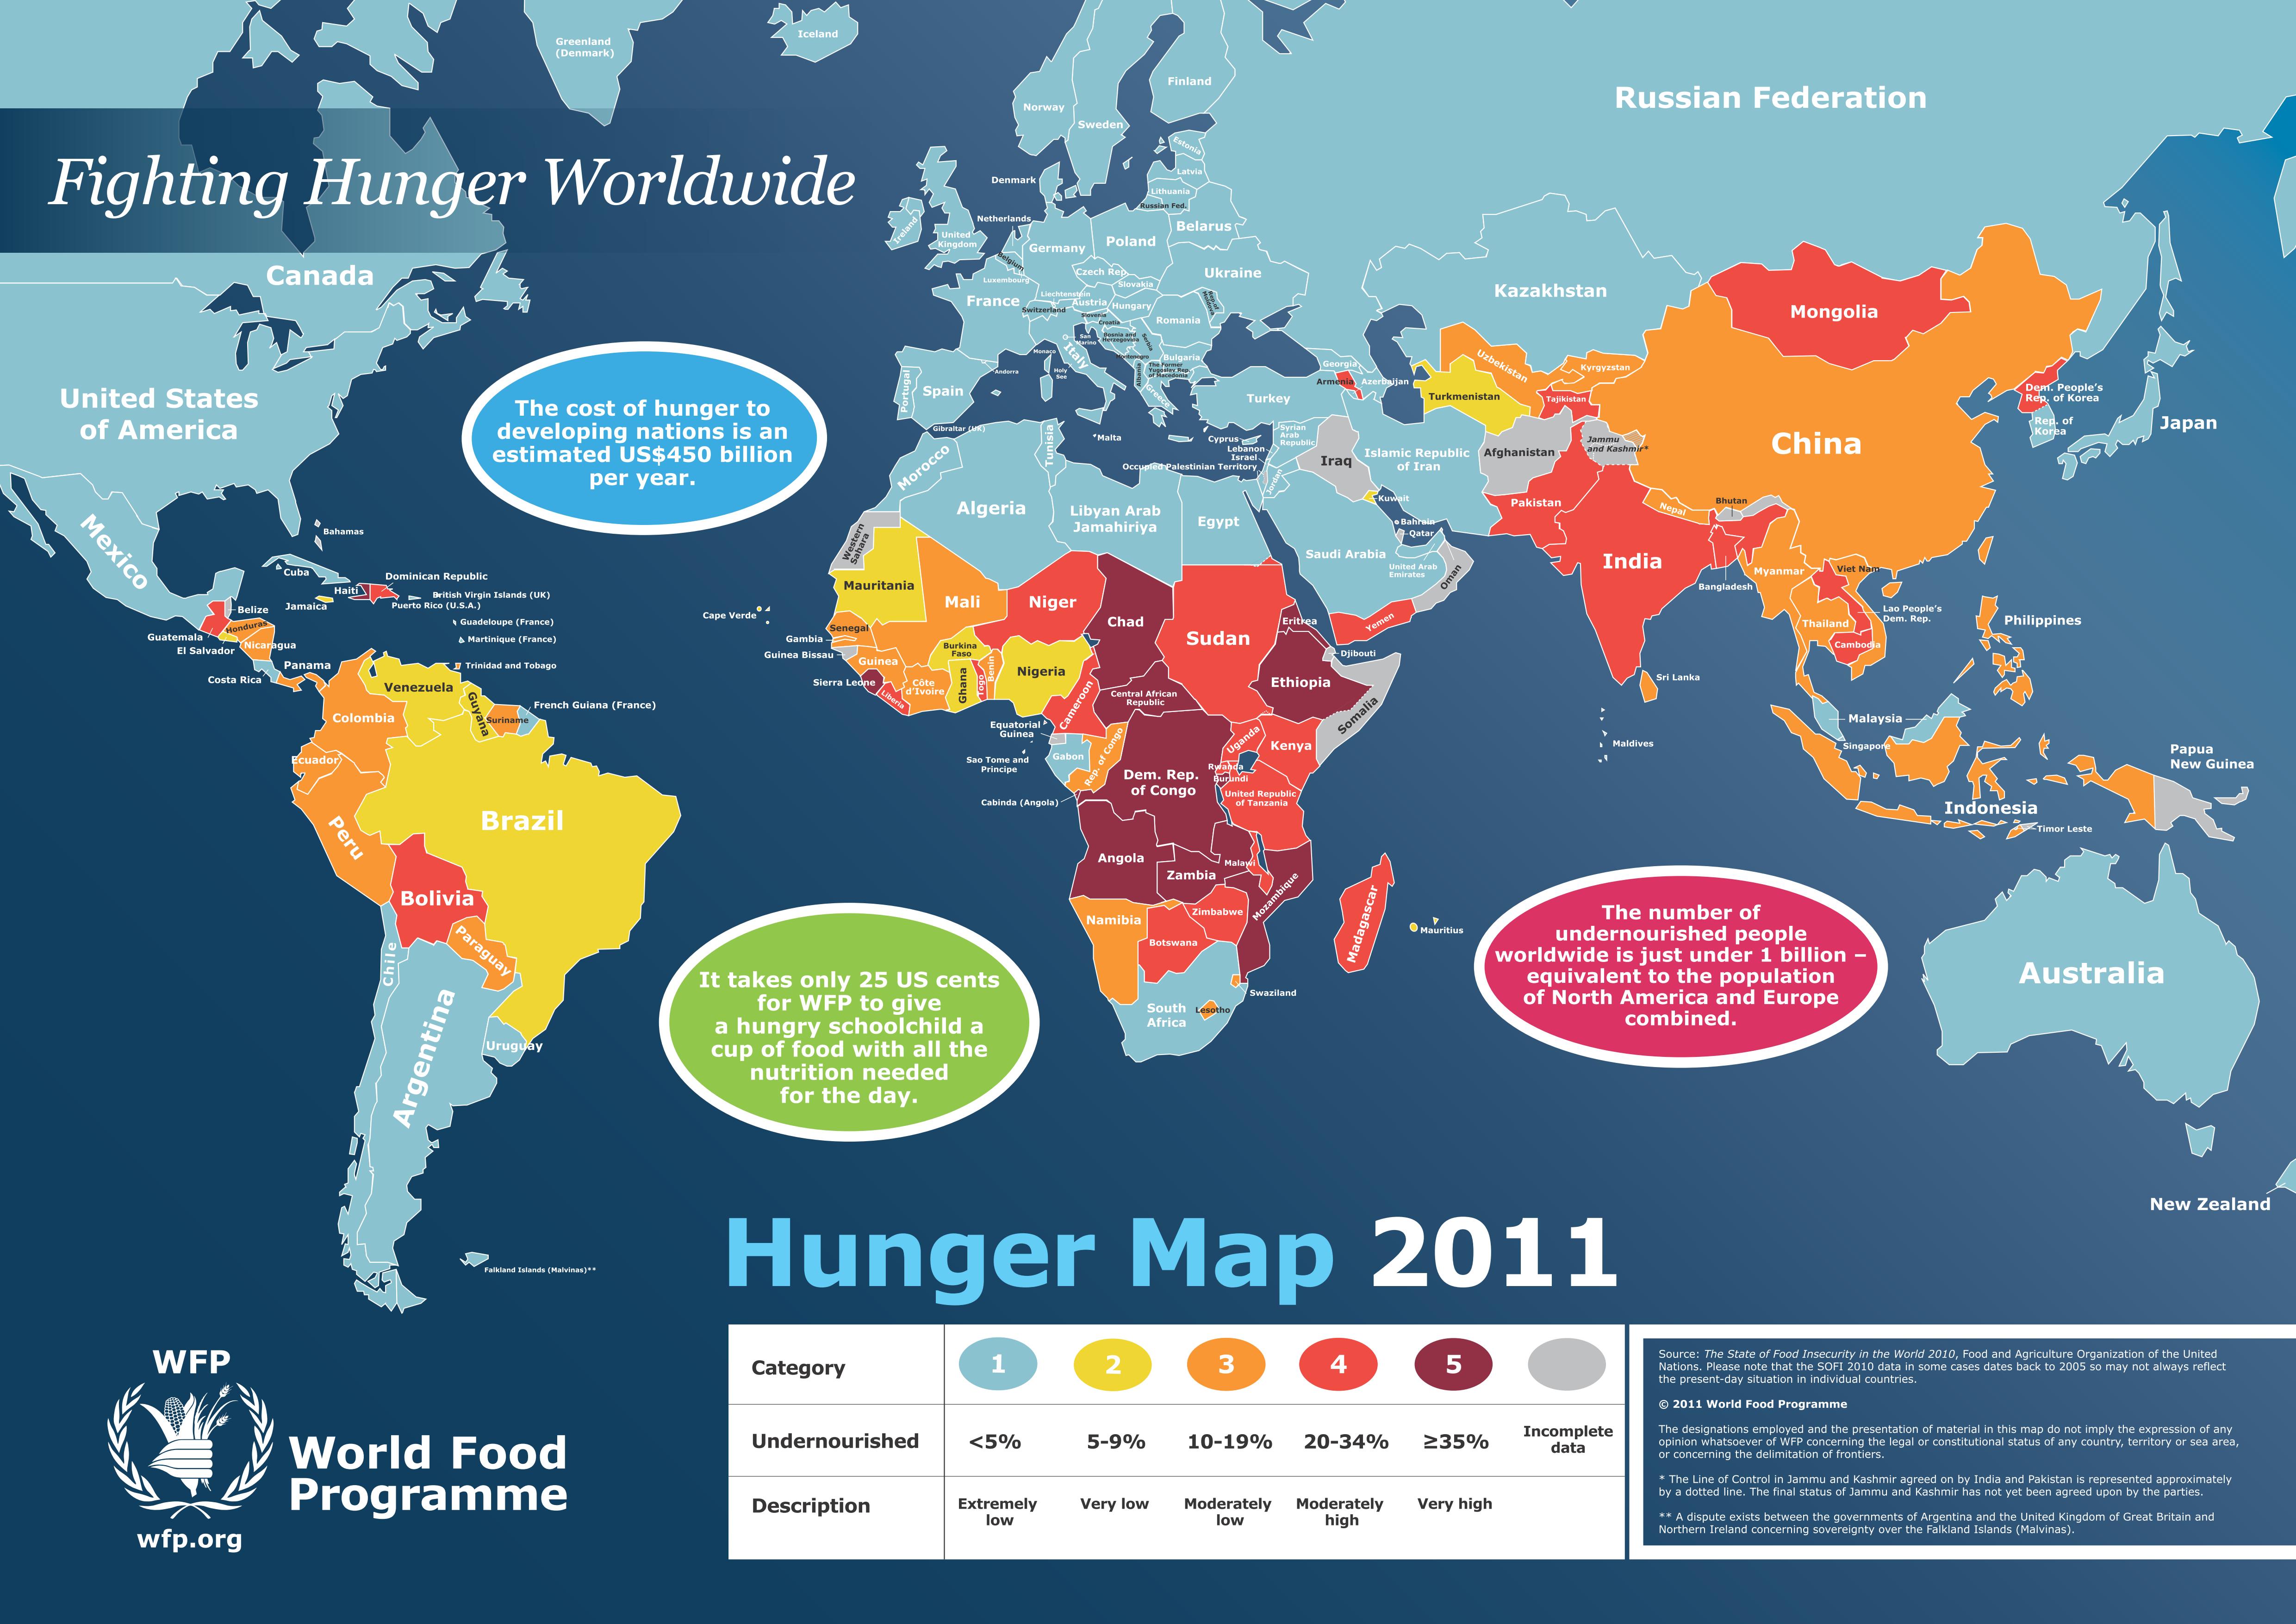 Greenland
(Denmark)
Iceland
Finland
Norway
Sweden
Russian Federation
Fighting Hunger Worldwide
Estonia
Latvia
Denmark
Lithuania
Russian Fed.
Netherlands
Ireland
United
Kingdom
Belarus
Germany
Poland
Belgium
Canada
Luxembourg
Czech Rep.
Slovakia
Ukraine
France
Liechtenstein
Austria
Hungary
Rep. of
Moldova
Switzerland
Slovenia
Croatia
Romania
Kazakhstan
Mongolia
San
Marino
Bosnia and
Herzegovina
Serbia
Monaco
Italy
Montenegro
Bulgaria
Andorra
Holy
See
Albania
The Former
Yugoslav Rep.
of Macedonia
Georgia
Uzbekistan
Kyrgyzstan
United States
of America
Portugal
Spain
Greece
Turkey
Armenia
Azerbaijan
Turkmenistan
Tajikistan
Dem. People's
Rep. of Korea
Rep. of
Korea
Japan
The cost of hunger to
developing nations is an
estimated US$450 billion
per year.
Gibraltar (UK)
Tunisia
Malta
Cyprus
Syrian
Arab
Republic
Lebanon
Israel
Occupied Palestinian Territory
Jordan
Iraq
Islamic Republic
of Iran
Afghanistan
Jammu
and Kashmir*
China
Morocco
Algeria
Libyan Arab
Jamahiriya
Egypt
Kuwait
Pakistan
Nepal
Bhutan
Mexico
Bahamas
Western
Sahara
Bahrain
Qatar
Saudi Arabia
United Arab
Emirates
Oman
India
Cuba
Haiti
Dominican Republic
Jamaica
British Virgin Islands (UK)
Puerto Rico (U.S.A.)
Belize
Guadeloupe (France)
Honduras
Guatemala
Martinique (France)
El Salvador
Nicaragua
Panama
Trinidad and Tobago
Costa Rica
Mauritania
Mali
Niger
Chad
Sudan
Eritrea
Yemen
Cape Verde
Senegal
Gambia
Guinea Bissau
Guinea
Burkina
Faso
Sierra Leone
Liberia
Côte
d'Ivoire
Ghana
Togo
Benin
Nigeria
Cameroon
Central African
Republic
Ethiopia
Djibouti
Somalia
Bangladesh
Myanmar
Viet Nam
Lao People's
Dem. Rep.
Thailand
Cambodia
Philippines
Sri Lanka
Venezuela
Guyana
Suriname
French Guiana (France)
Colombia
Ecuador
Equatorial
Guinea
Gabon
Rep. of Congo
Sao Tome and
Principe
Cabinda (Angola)
Dem. Rep.
of Congo
Uganda
Kenya
Rwanda
Burundi
United Republic
of Tanzania
Maldives
Malaysia
Singapore
Papua
New Guinea
Indonesia
Timor Leste
Brazil
Peru
Bolivia
Paraguay
Chile
Angola
Zambia
Malawi
Mozambique
Namibia
Zimbabwe
Botswana
Madagascar
Mauritius
Swaziland
South
Africa
Lesotho
Argentina
Uruguay
It takes only 25 US cents
for WFP to give
a hungry schoolchild a
cup of food with all the
nutrition needed
for the day.
The number of
undernourished people
worldwide is just under 1 billion –
equivalent to the population
of North America and Europe
combined.
Australia
New Zealand
Falkland Islands (Malvinas)**
Hunger Map 2011
WFP
World Food
Programme
wfp.org
Category 1 2 3 4 5
Undernourished <5% 5-9% 10-19% 20-34% ≥35% Incomplete
data
Description Extremely
low Very low Moderately
low Moderately
high Very high
Source: The State of Food Insecurity in the World 2010, Food and Agriculture Organization of the United
Nations. Please note that the SOFI 2010 data in some cases dates back to 2005 so may not always reflect
the present-day situation in individual countries.
© 2011 World Food Programme
The designations employed and the presentation of material in this map do not imply the expression of any
opinion whatsoever of WFP concerning the legal or constitutional status of any country, territory or sea area,
or concerning the delimitation of frontiers.
* The Line of Control in Jammu and Kashmir agreed on by India and Pakistan is represented approximately
by a dotted line. The final status of Jammu and Kashmir has not yet been agreed upon by the parties.
** A dispute exists between the governments of Argentina and the United Kingdom of Great Britain and
Northern Ireland concerning sovereignty over the Falkland Islands (Malvinas).